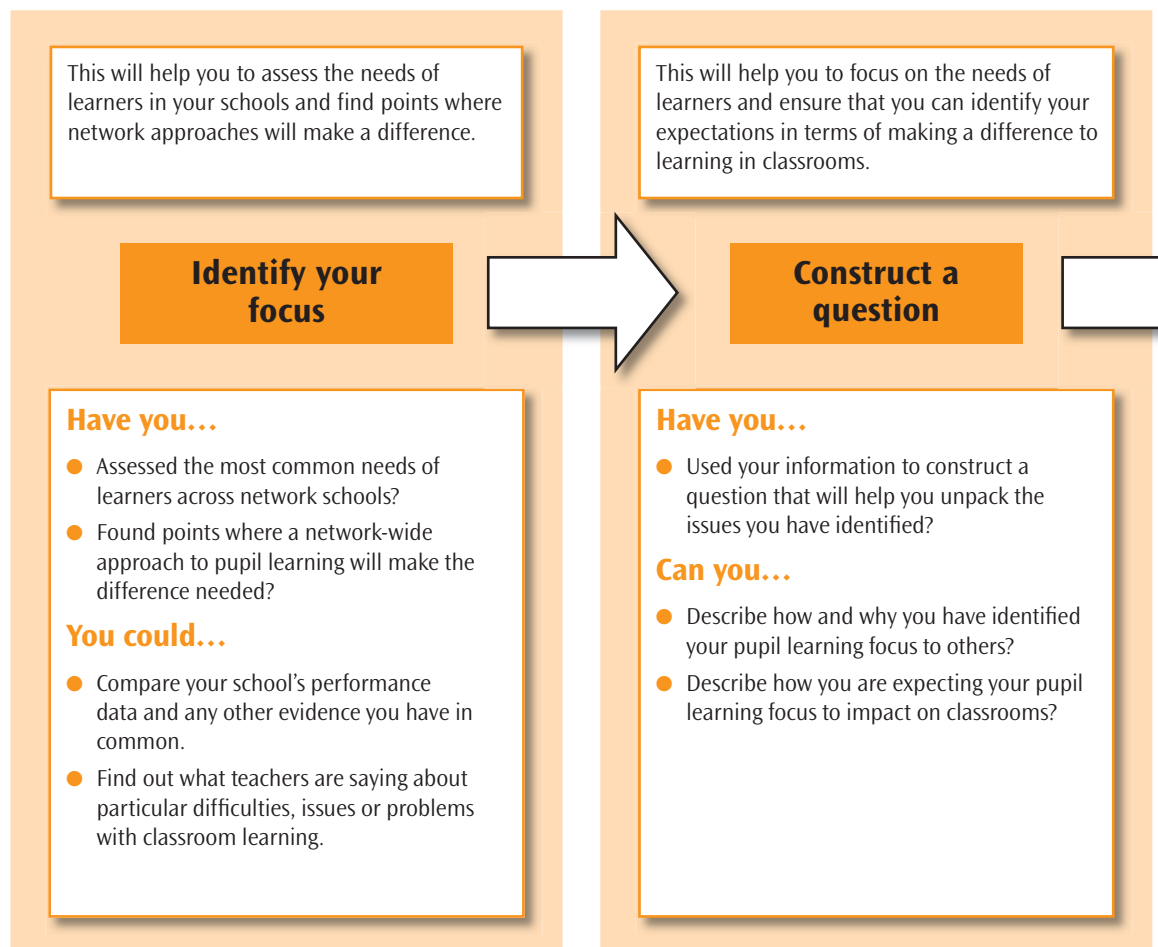 This will help you to assess the needs of
learners in your schools and find points where
network approaches will make a difference.
Identify your
focus
Have you…
● Assessed the most common needs of
learners across network schools?
● Found points where a network-wide
approach to pupil learning will make the
difference needed?
You could…
● Compare your school’s performance
data and any other evidence you have in
common.
● Find out what teachers are saying about
particular difficulties, issues or problems
with classroom learning.
This will help you to focus on the needs of
learners and ensure that you can identify your
expectations in terms of making a difference to
learning in classrooms.
Construct a
question
Have you…
● Used your information to construct a
question that will help you unpack the
issues you have identified?
Can you…
● Describe how and why you have identified
your pupil learning focus to others?
● Describe how you are expecting your pupil
learning focus to impact on classrooms?